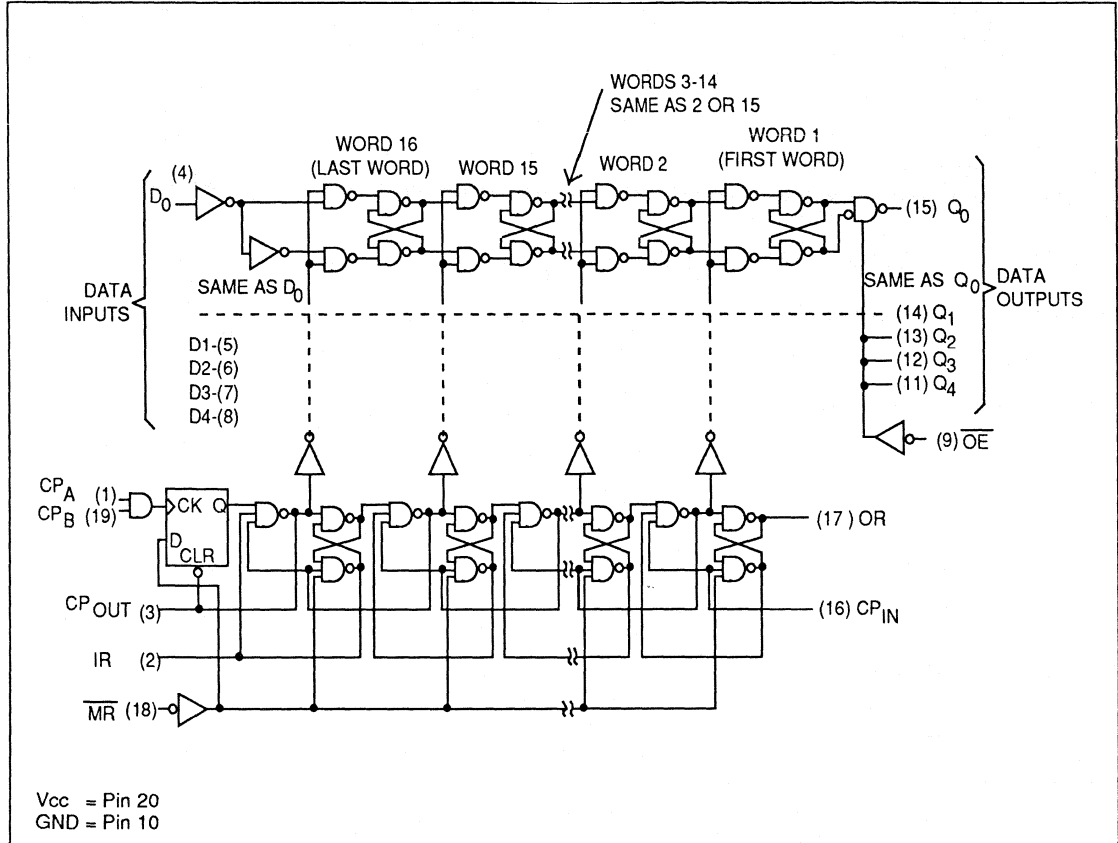 WORDS 3-14
SAME AS 2 OR 15
WORD 16
(LAST WORD)
WORD 15
WORD 2
WORD 1
(FIRST WORD)
(4)
D0
(15) Q0
SAME AS D0
SAME AS Q0
DATA
INPUTS
DATA
OUTPUTS
(14) Q1
(13) Q2
(12) Q3
(11) Q4
D1-(5)
D2-(6)
D3-(7)
D4-(8)
(9) OE
CPA (1)
CPB (19)
CK Q
D
CLR
(17 ) OR
CPOUT (3)
(16) CPIN
IR (2)
MR (18)
Vcc = Pin 20
GND = Pin 10